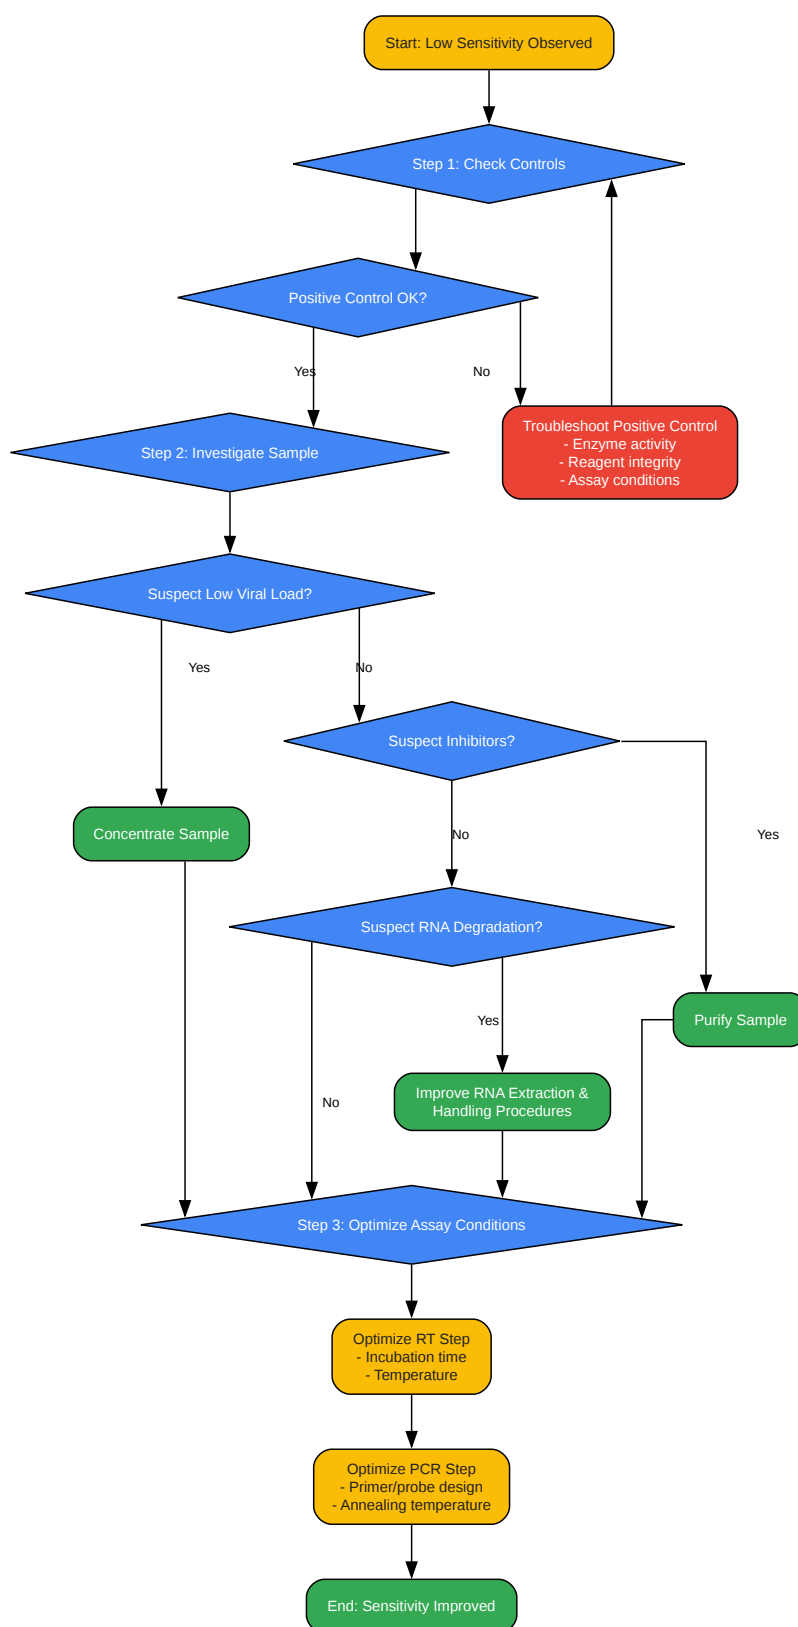 Start: Low Sensitivity Observed
Step 1: Check Controls
Positive Control OK?
Yes
No
Step 2: Investigate Sample
Troubleshoot Positive Control
- Enzyme activity
- Reagent integrity
- Assay conditions
Suspect Low Viral Load?
Yes
No
Suspect Inhibitors?
Concentrate Sample
No
Yes
Suspect RNA Degradation?
Yes
Purify Sample
Improve RNA Extraction &
Handling Procedures
No
Step 3: Optimize Assay Conditions
Optimize RT Step
- Incubation time
- Temperature
Optimize PCR Step
- Primer/probe design
- Annealing temperature
End: Sensitivity Improved